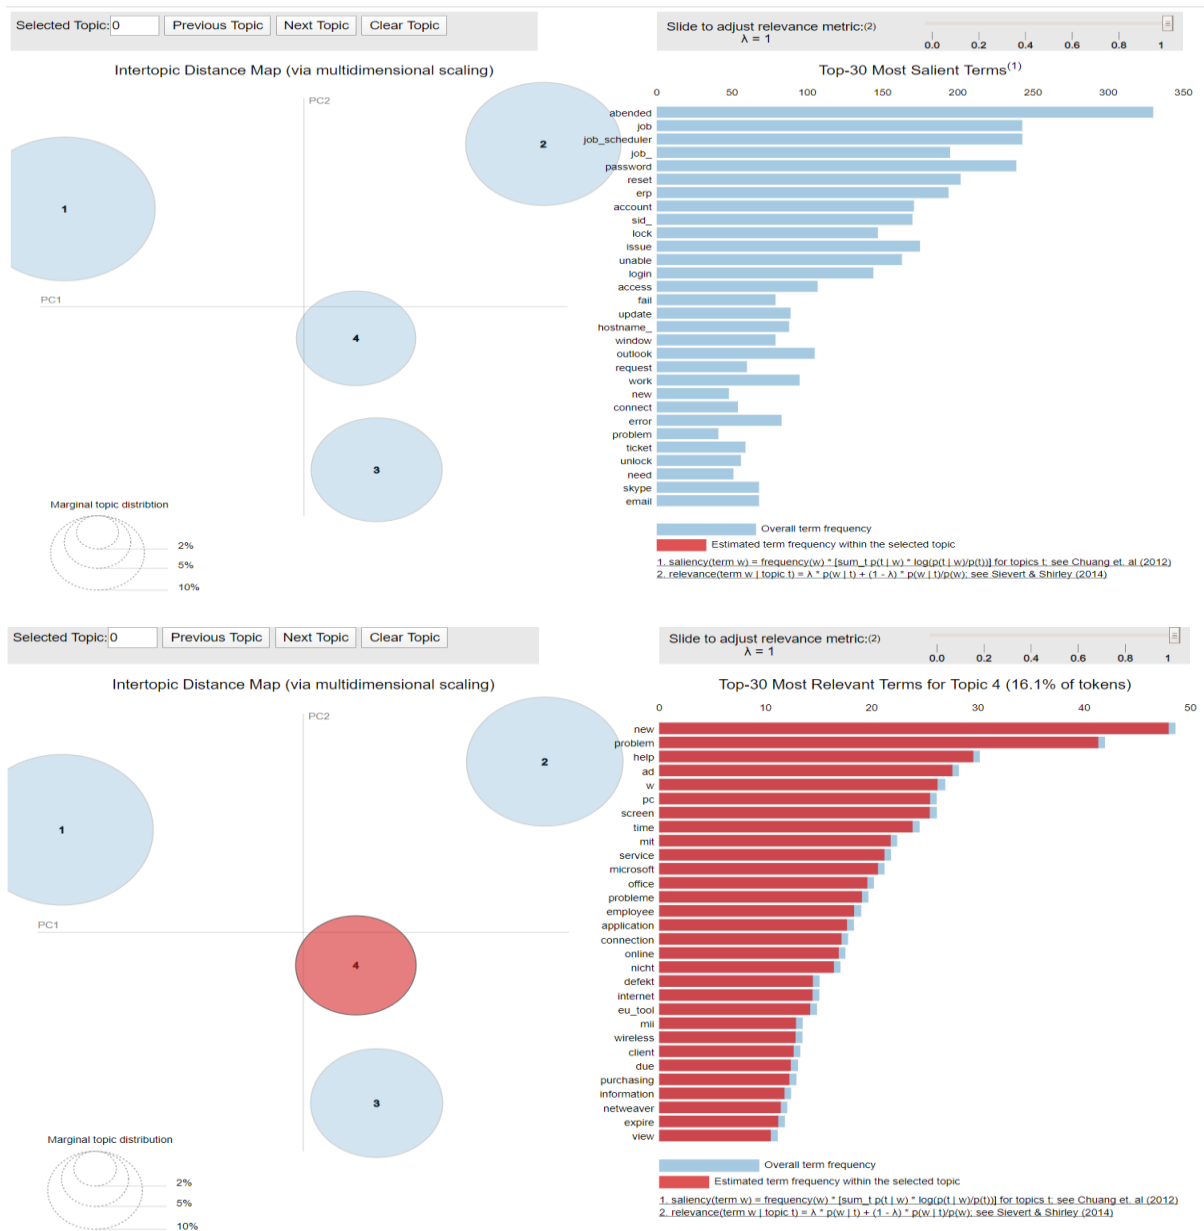 Selected Topic: 0 Previous Topic Next Topic Clear Topic
Slide to adjust relevance metric:(2)
λ = 1
0.0 0.2 0.4 0.6 0.8 1
Intertopic Distance Map (via multidimensional scaling)
PC2
PC1
1
2
4
3
Marginal topic distribtion
2%
5%
10%
Top-30 Most Salient Terms(1)
0 50 100 150 200 250 300 350
abended
job
job_scheduler
job_
password
reset
erp
account
sid_
lock
issue
unable
login
access
fail
update
hostname_
window
outlook
request
work
new
connect
error
problem
ticket
unlock
need
skype
email
Overall term frequency
Estimated term frequency within the selected topic
1. saliency(term w) = frequency(w) * [sum_t p(t | w) * log(p(t | w)/p(t))] for topics t; see Chuang et. al (2012)
2. relevance(term w | topic t) = λ * p(w | t) + (1 - λ) * p(w | t)/p(w); see Sievert & Shirley (2014)
Selected Topic: 0 Previous Topic Next Topic Clear Topic
Slide to adjust relevance metric:(2)
λ = 1
0.0 0.2 0.4 0.6 0.8 1
Intertopic Distance Map (via multidimensional scaling)
PC2
PC1
1
2
4
3
Marginal topic distribution
2%
5%
10%
Top-30 Most Relevant Terms for Topic 4 (16.1% of tokens)
0 10 20 30 40 50
new
problem
help
ad
w
pc
screen
time
mit
service
microsoft
office
probleme
employee
application
connection
online
nicht
defekt
internet
eu_tool
mii
wireless
client
due
purchasing
information
netweaver
expire
view
Overall term frequency
Estimated term frequency within the selected topic
1. saliency(term w) = frequency(w) * [sum_t p(t | w) * log(p(t | w)/p(t))] for topics t; see Chuang et. al (2012)
2. relevance(term w | topic t) = λ * p(w | t) + (1 - λ) * p(w | t)/p(w); see Sievert & Shirley (2014)